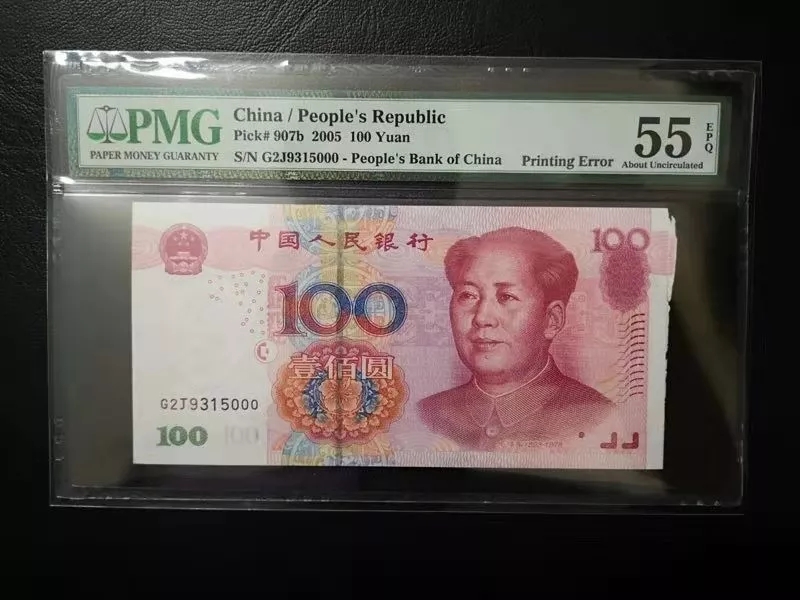 PMG
PAPER MONEY GUARANTY
China / People's Republic
Pick# 907b 2005 100 Yuan
S/N G2J9315000 - People's Bank of China
Printing Error
55
EPQ
About Uncirculated
中国人民银行
100
100
壹佰圆
G2J9315000
100
100